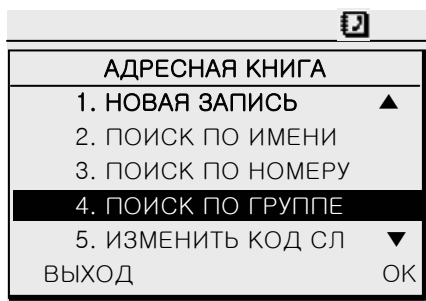 АДРЕСНАЯ КНИГА
1. НОВАЯ ЗАПИСЬ ▲
2. ПОИСК ПО ИМЕНИ
3. ПОИСК ПО НОМЕРУ
4. ПОИСК ПО ГРУППЕ
5. ИЗМЕНИТЬ КОД СЛ ▼
ВЫХОД OK